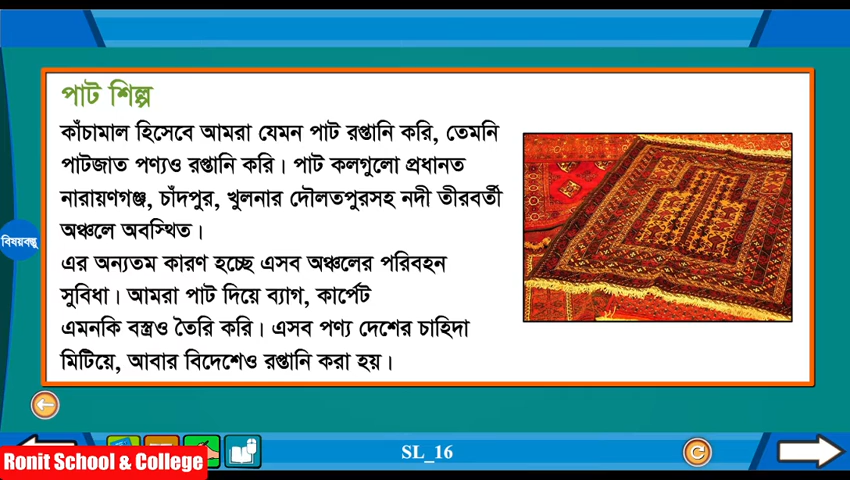 পাট শিল্প
কাঁচামাল হিসেবে আমরা যেমন পাট রপ্তানি করি, তেমনি
পাটজাত পণ্যও রপ্তানি করি। পাট কলগুলো প্রধানত
নারায়ণগঞ্জ, চাঁদপুর, খুলনার দৌলতপুরসহ নদী তীরবর্তী
অঞ্চলে অবস্থিত।
এর অন্যতম কারণ হচ্ছে এসব অঞ্চলের পরিবহন
সুবিধা। আমরা পাট দিয়ে ব্যাগ, কার্পেট
এমনকি বস্ত্রও তৈরি করি। এসব পণ্য দেশের চাহিদা
মিটিয়ে, আবার বিদেশেও রপ্তানি করা হয়।
বিষয়বস্তু
SL_16
Ronit School & College